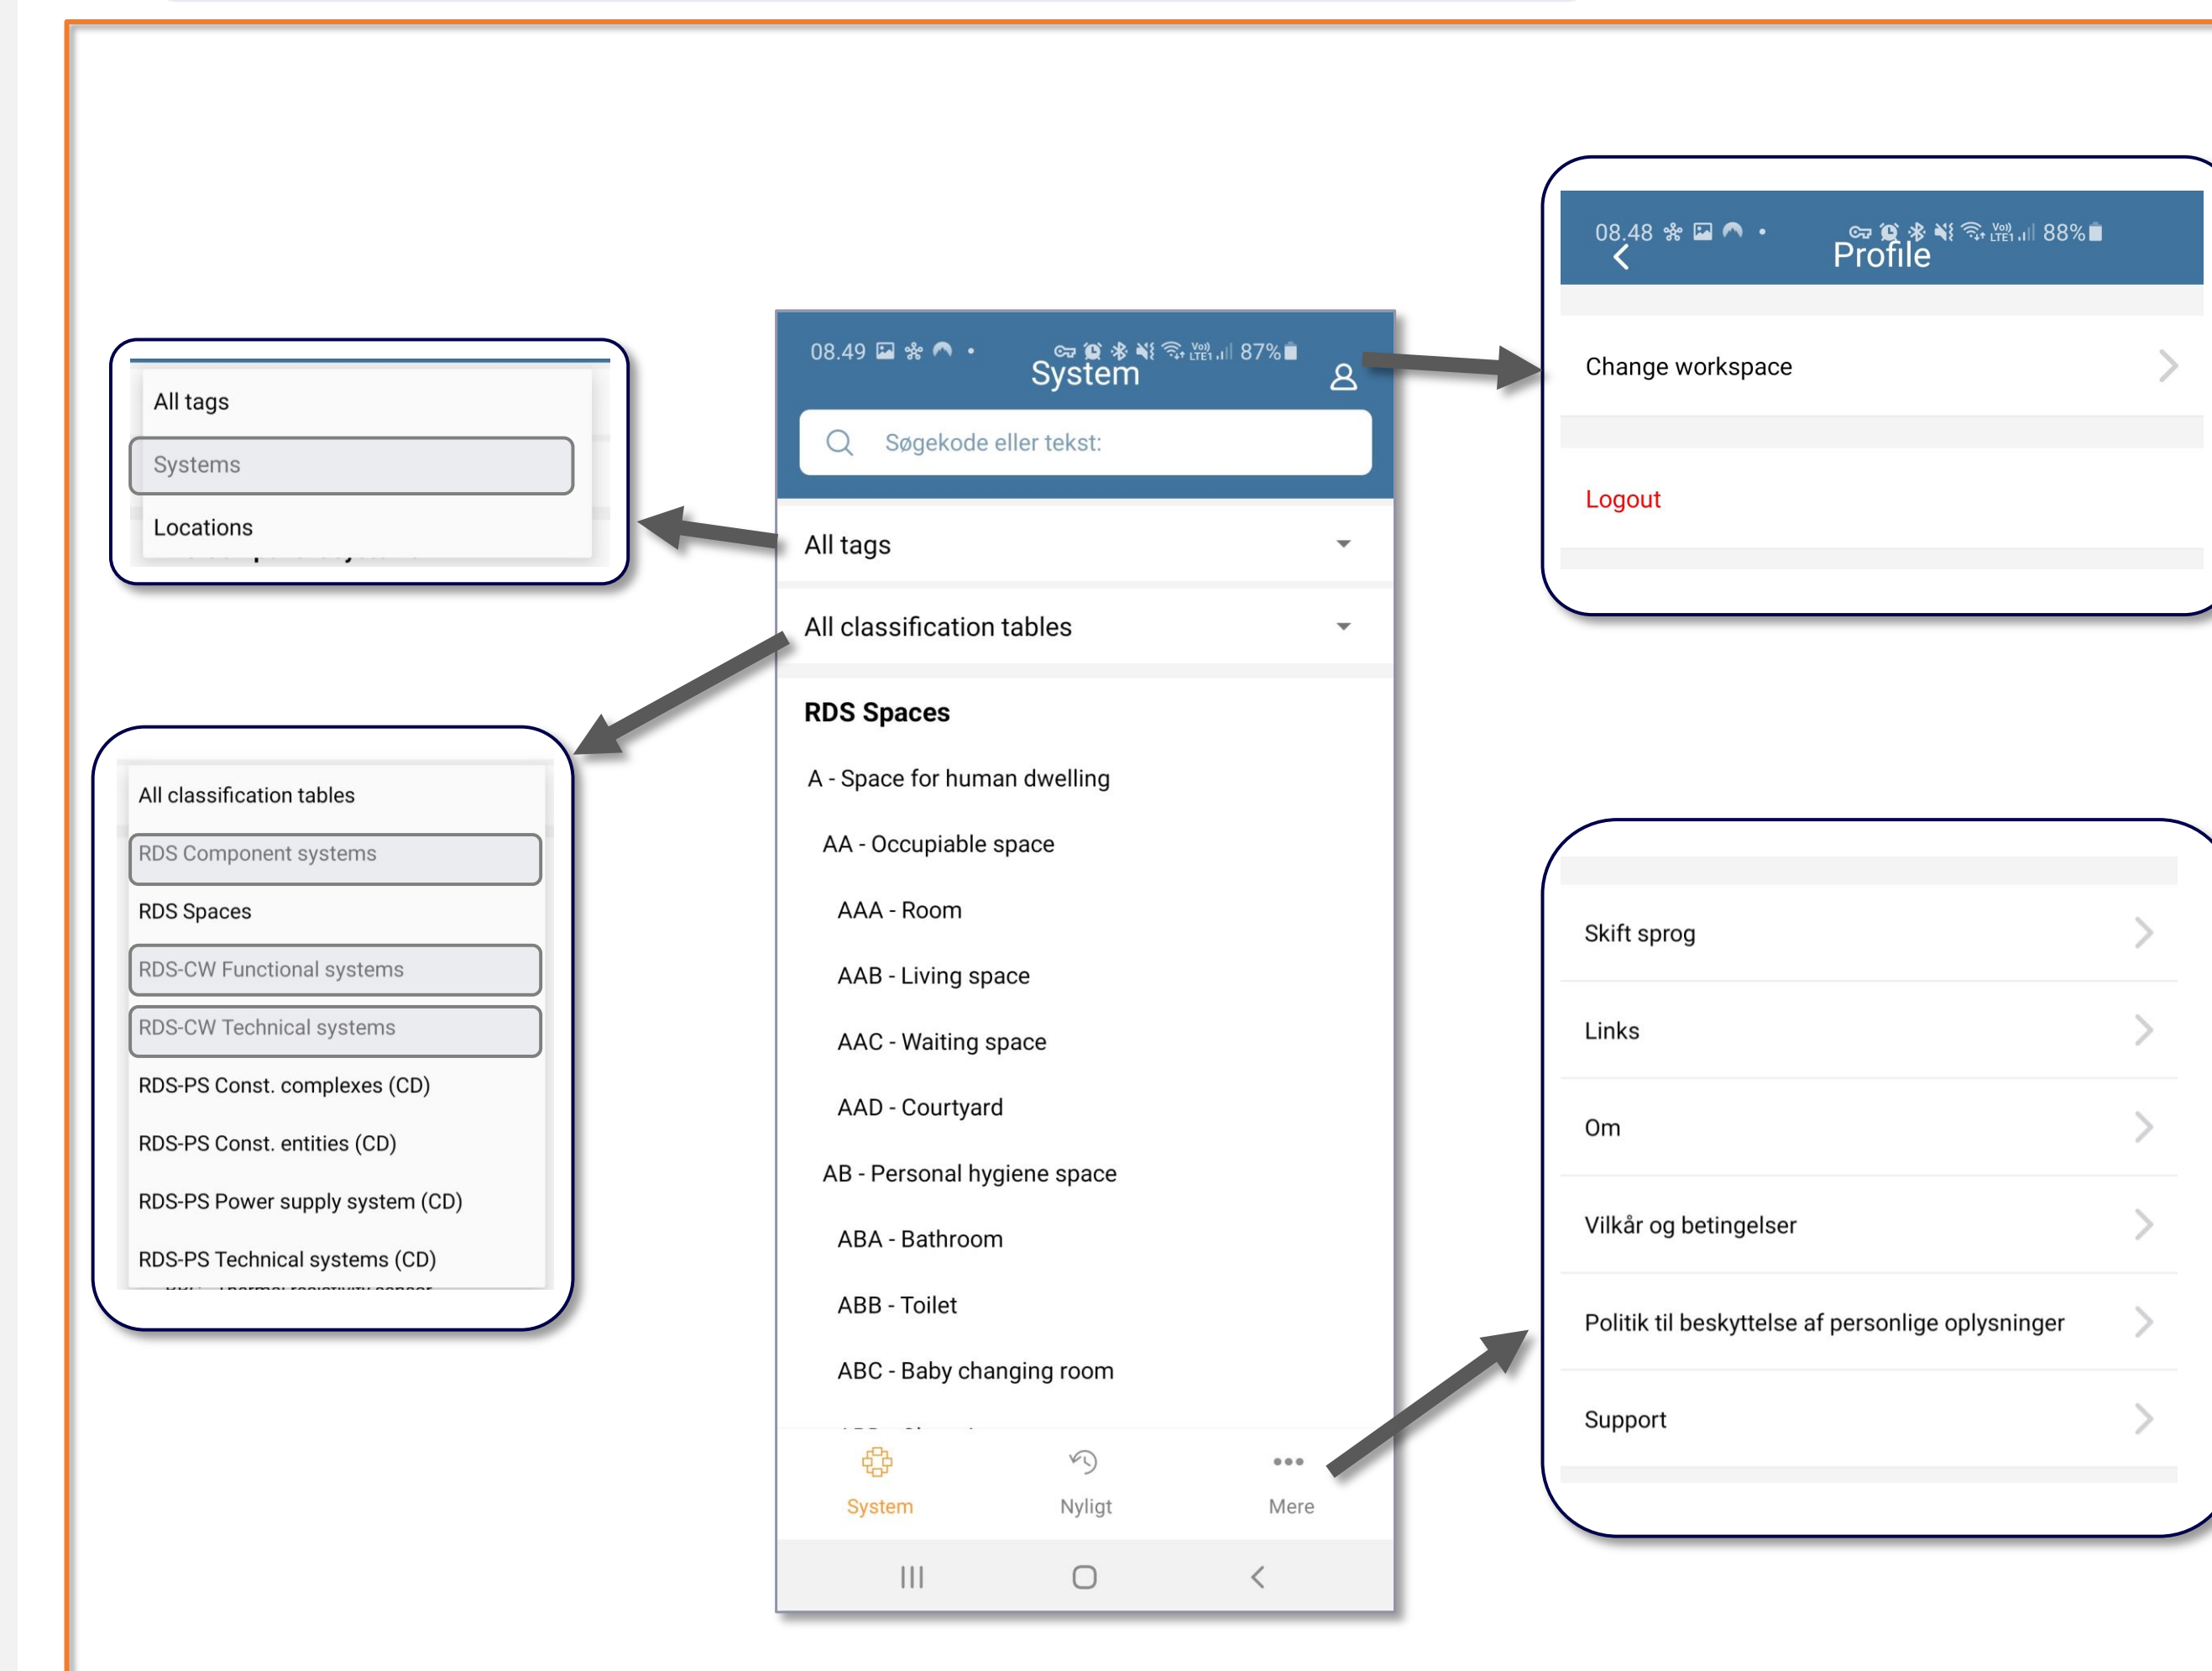 All tags
Systems
Locations
All classification tables
RDS Component systems
RDS Spaces
RDS-CW Functional systems
RDS-CW Technical systems
RDS-PS Const. complexes (CD)
RDS-PS Const. entities (CD)
RDS-PS Power supply system (CD)
RDS-PS Technical systems (CD)
08.49 87%
System
Søgekode eller tekst:
All tags
All classification tables
RDS Spaces
A - Space for human dwelling
AA - Occupiable space
AAA - Room
AAB - Living space
AAC - Waiting space
AAD - Courtyard
AB - Personal hygiene space
ABA - Bathroom
ABB - Toilet
ABC - Baby changing room
System Nyligt Mere
08.48 88%
Profile
Change workspace
Logout
Skift sprog
Links
Om
Vilkår og betingelser
Politik til beskyttelse af personlige oplysninger
Support